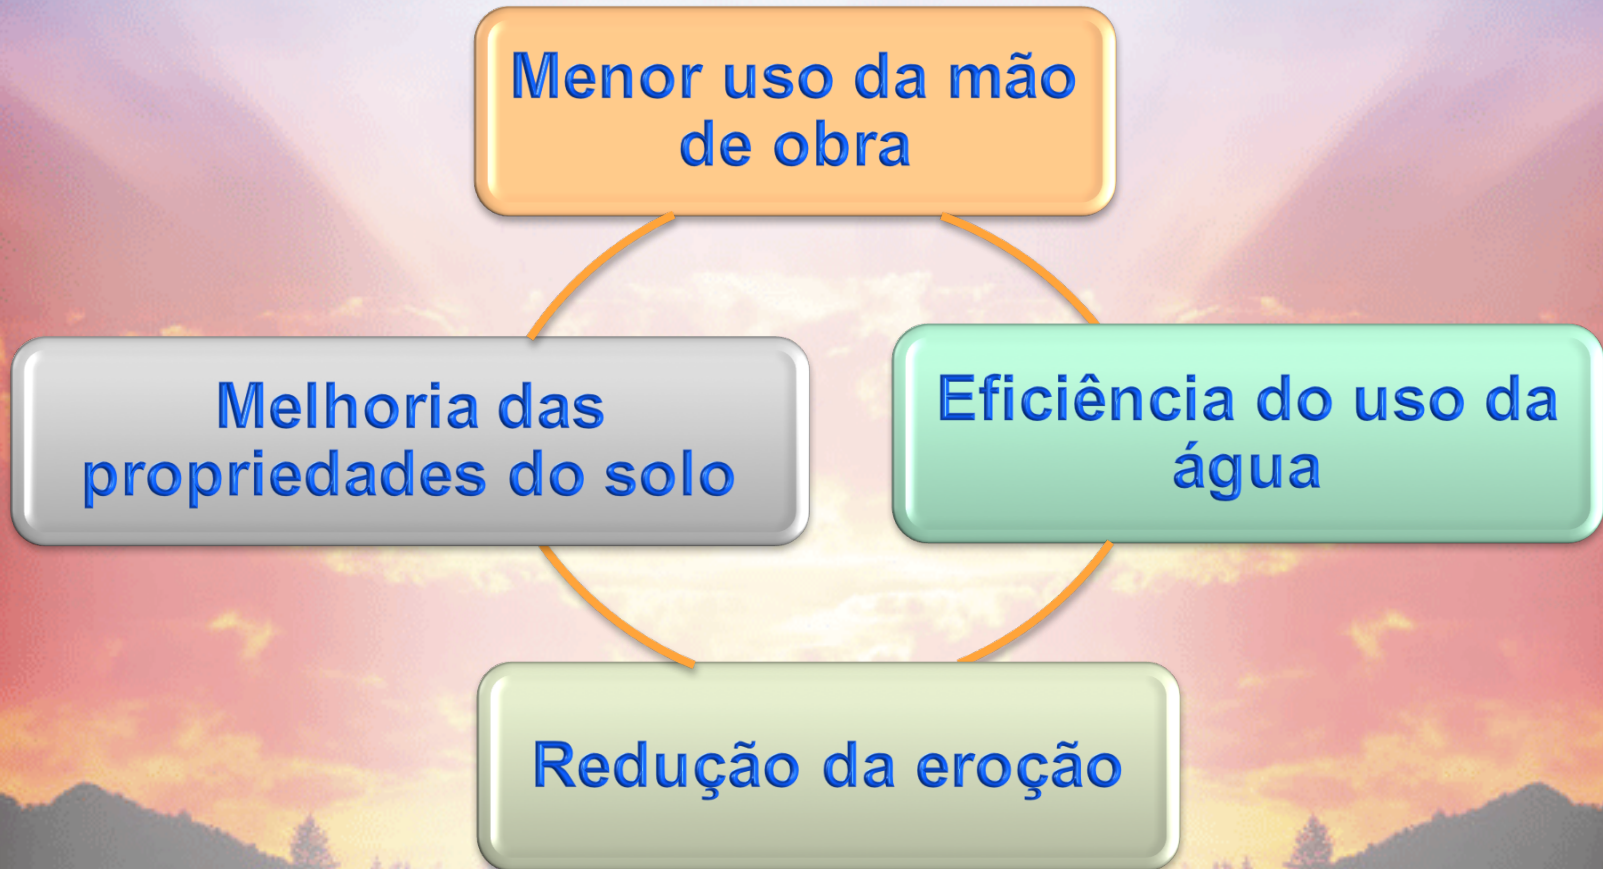 Menor uso da mão
de obra
Melhoria das
propriedades do solo
Eficiência do uso da
água
Redução da eroção